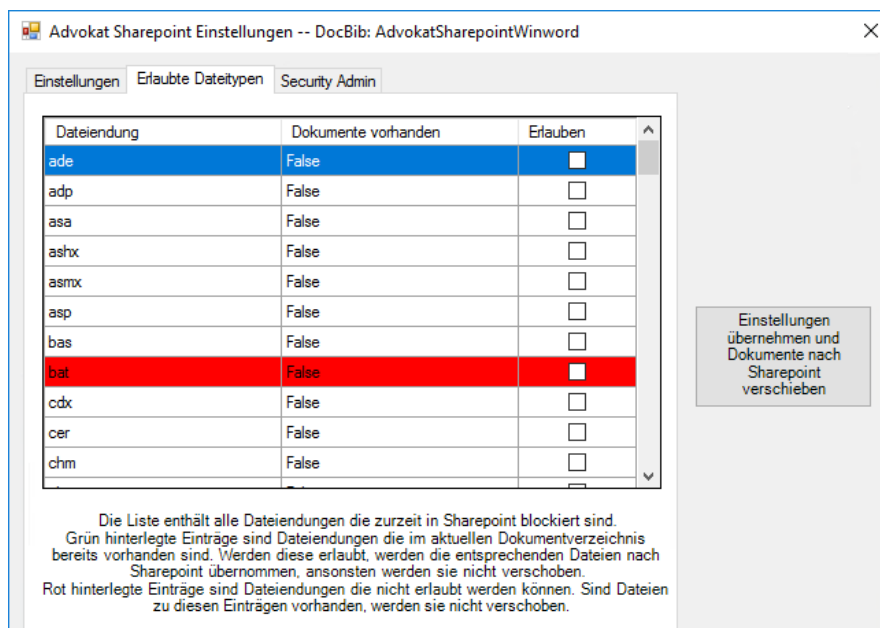 Advokat Sharepoint Einstellungen -- DocBib: AdvokatSharepointWinword
Einstellungen Erlaubte Dateitypen Security Admin
Dateiendung Dokumente vorhanden Erlauben
ade False
adp False
asa False
ashx False
asmx False
asp False
bas False
bat False
cdx False
cer False
chm False
Einstellungen
übernehmen und
Dokumente nach
Sharepoint
verschieben
Die Liste enthält alle Dateiendungen die zurzeit in Sharepoint blockiert sind.
Grün hinterlegte Einträge sind Dateiendungen die im aktuellen Dokumentverzeichnis
bereits vorhanden sind. Werden diese erlaubt, werden die entsprechenden Dateien nach
Sharepoint übernommen, ansonsten werden sie nicht verschoben.
Rot hinterlegte Einträge sind Dateiendungen die nicht erlaubt werden können. Sind Dateien
zu diesen Einträgen vorhanden, werden sie nicht verschoben.